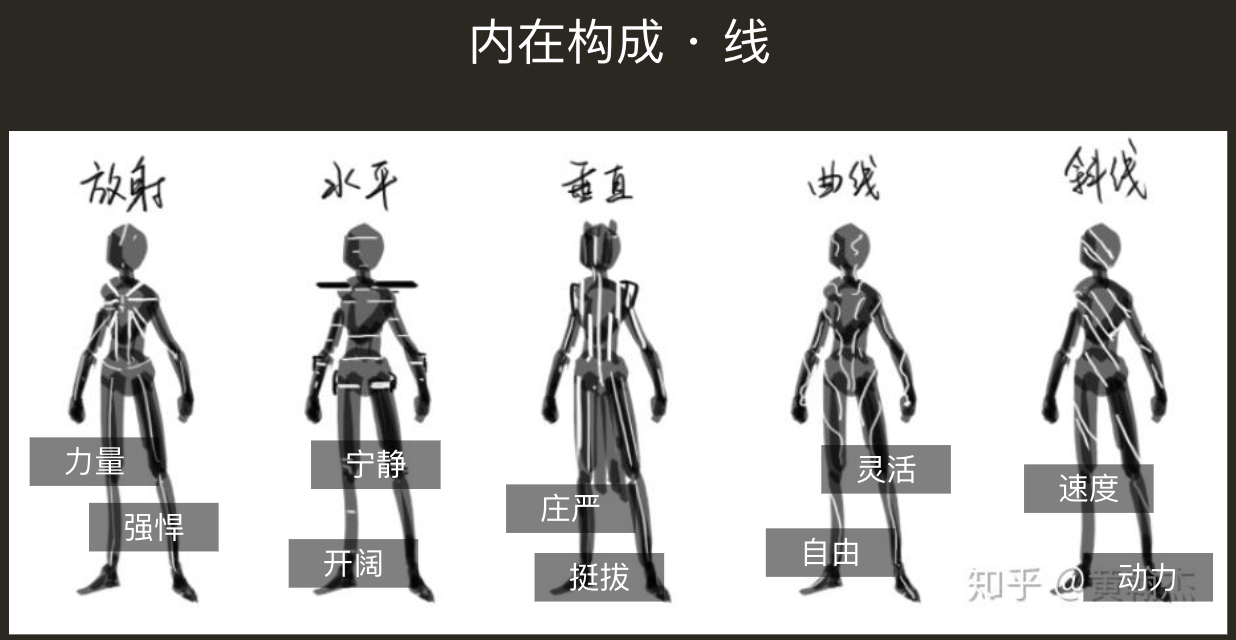 内在构成 · 线
放射 水平 垂直 曲线 斜线
力量
强悍
宁静
开阔
庄严
挺拔
灵活
自由
速度
动力
知乎 @黄